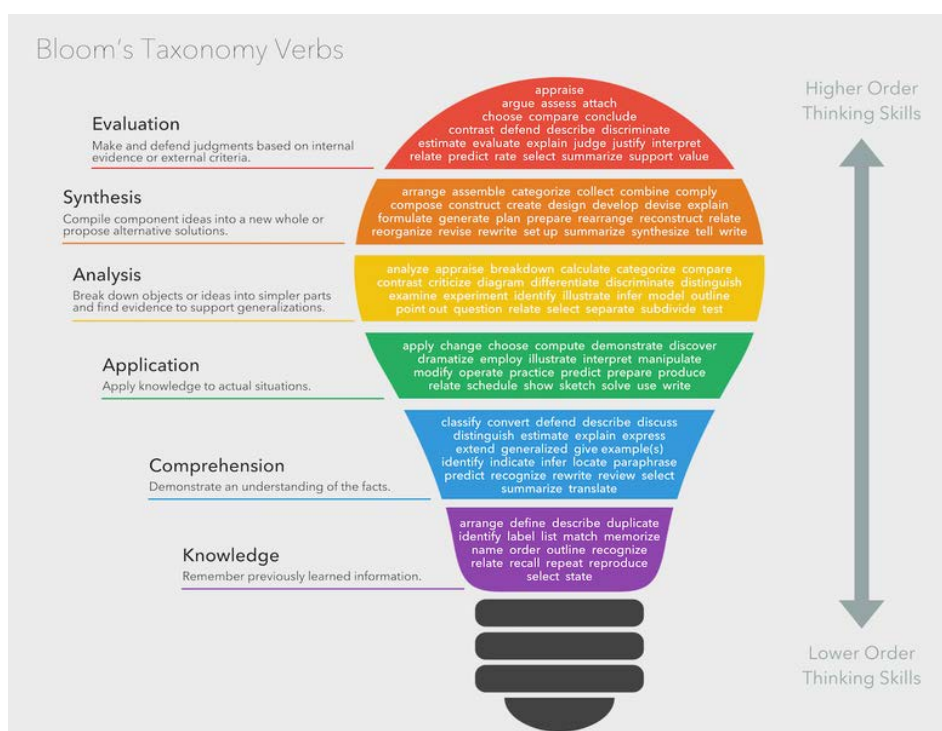 Bloom's Taxonomy Verbs
Higher Order
Thinking Skills
Evaluation
Make and defend judgments based on internal
evidence or external criteria.
appraise
argue assess attach
choose compare conclude
contrast defend describe discriminate
estimate evaluate explain judge justify interpret
relate predict rate select summarize support value
Synthesis
Compile component ideas into a new whole or
propose alternative solutions.
arrange assemble categorize collect combine comply
compose construct create design develop devise explain
formulate generate plan prepare rearrange reconstruct relate
reorganize revise rewrite set up summarize synthesize tell write
Analysis
Break down objects or ideas into simpler parts
and find evidence to support generalizations.
analyze appraise breakdown calculate categorize compare
contrast criticize diagram differentiate discriminate distinguish
examine experiment identify illustrate infer model outline
point out question relate select separate subdivide test
Application
Apply knowledge to actual situations.
apply change choose compute demonstrate discover
dramatize employ illustrate interpret manipulate
modify operate practice predict prepare produce
relate schedule show sketch solve use write
Comprehension
Demonstrate an understanding of the facts.
classify convert defend describe discuss
distinguish estimate explain express
extend generalized give example(s)
identify indicate infer locate paraphrase
predict recognize rewrite review select
summarize translate
Knowledge
Remember previously learned information.
arrange define describe duplicate
identify label list match memorize
name order outline recognize
relate recall repeat reproduce
select state
Lower Order
Thinking Skills